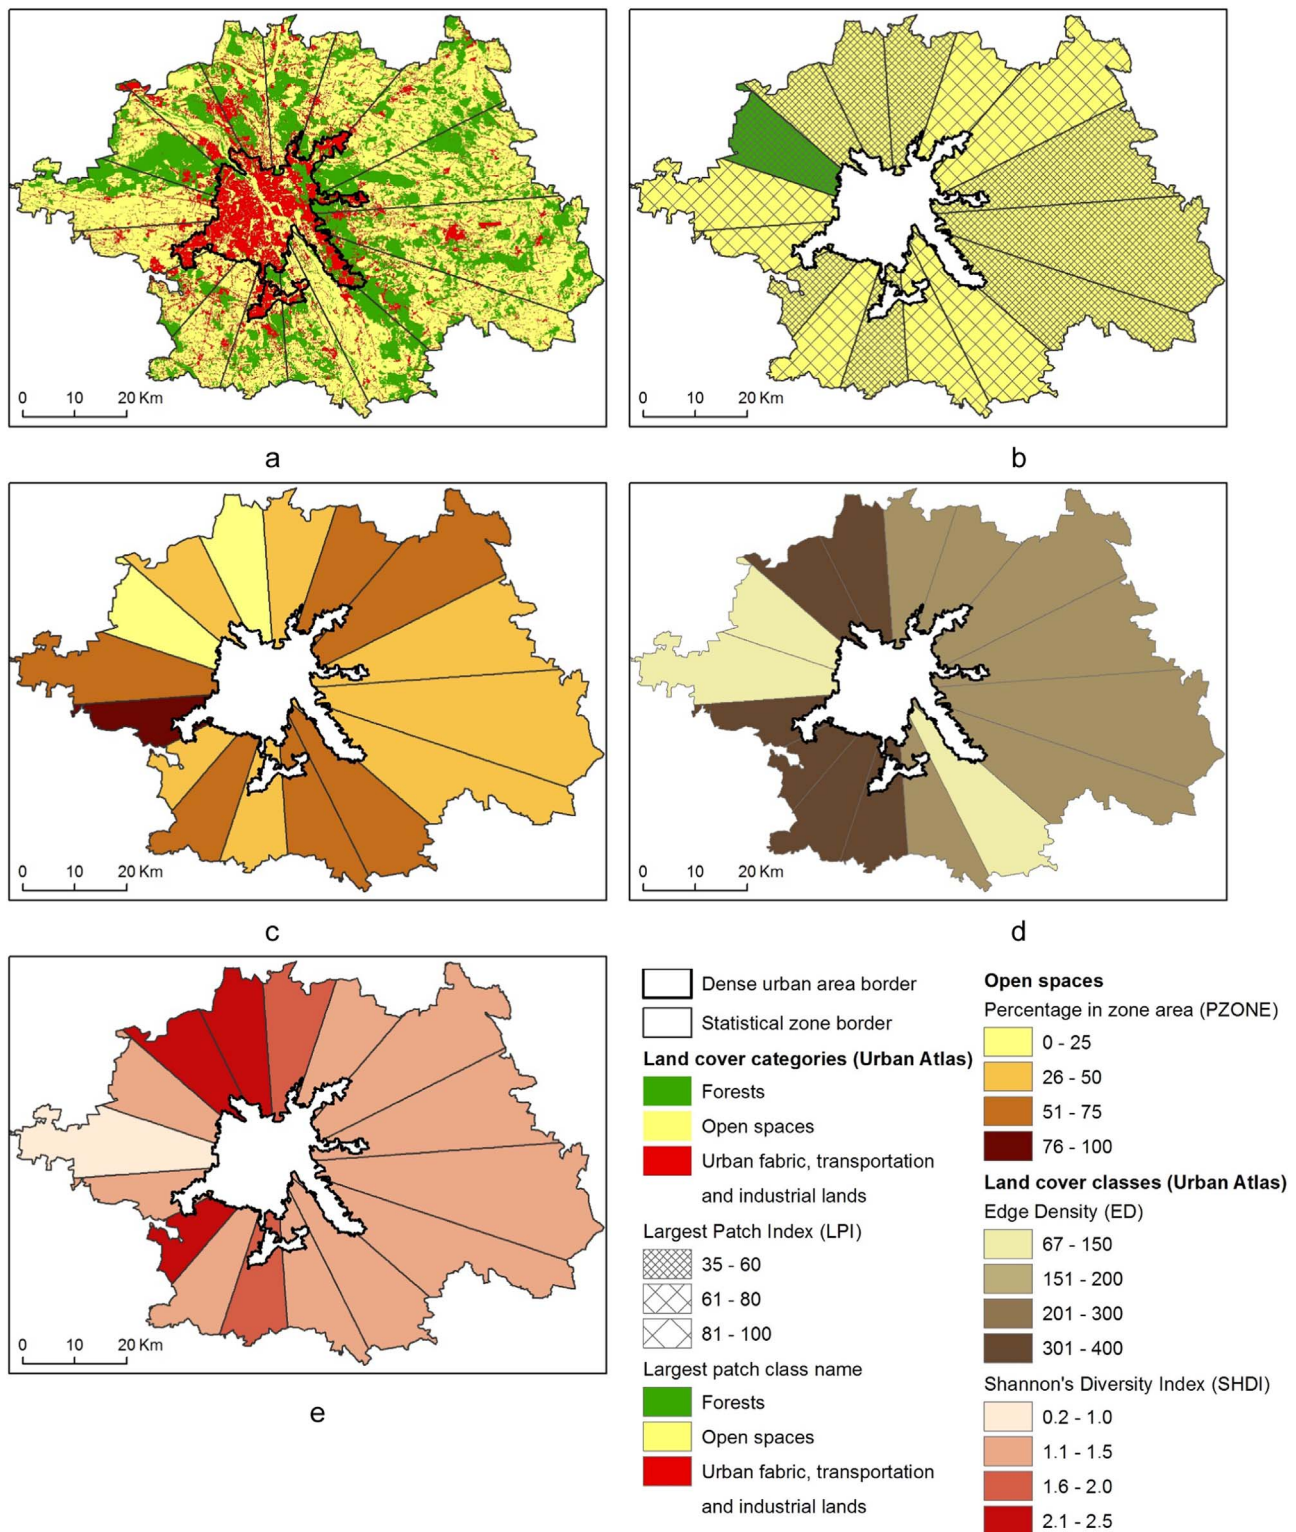 0 10 20 Km
a
0 10 20 Km
b
0 10 20 Km
c
0 10 20 Km
d
0 10 20 Km
e
Dense urban area border
Statistical zone border
Land cover categories (Urban Atlas)
Forests
Open spaces
Urban fabric, transportation
and industrial lands
Largest Patch Index (LPI)
35 - 60
61 - 80
81 - 100
Largest patch class name
Forests
Open spaces
Urban fabric, transportation
and industrial lands
Open spaces
Percentage in zone area (PZONE)
0 - 25
26 - 50
51 - 75
76 - 100
Land cover classes (Urban Atlas)
Edge Density (ED)
67 - 150
151 - 200
201 - 300
301 - 400
Shannon's Diversity Index (SHDI)
0.2 - 1.0
1.1 - 1.5
1.6 - 2.0
2.1 - 2.5